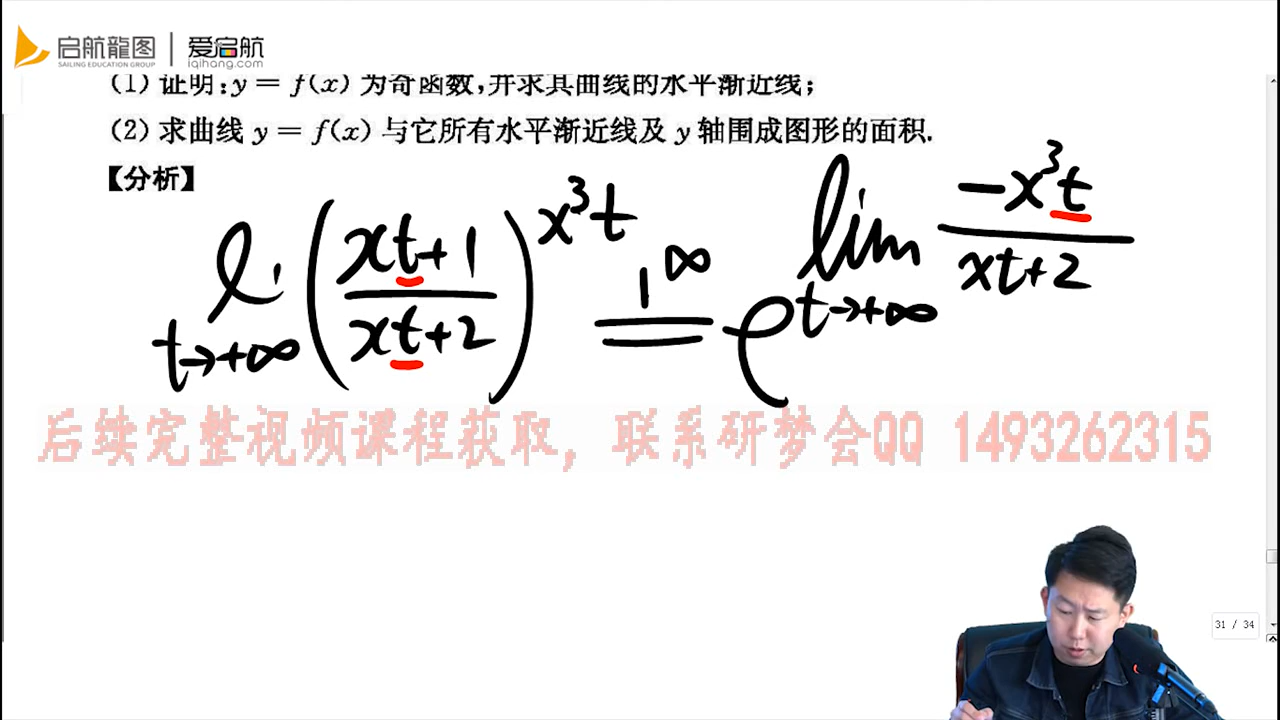 启航龍图 | 爱启航
SAILING EDUCATION GROUP iqihang.com
(1) 证明:y = f(x) 为奇函数,并求其曲线的水平渐近线;
(2) 求曲线 y = f(x) 与它所有水平渐近线及 y 轴围成图形的面积.
【分析】
li t→+∞ ((xt+1)/(xt+2))^(x³t) =(1^∞)= e^(lim t→+∞ (-x³t)/(xt+2))
后续完整视频课程获取，联系研梦会QQ 1493262315
31 / 34